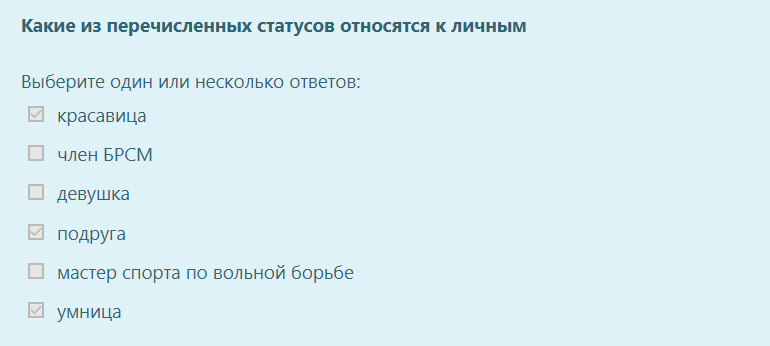 Какие из перечисленных статусов относятся к личным
Выберите один или несколько ответов:
красавица
член БРСМ
девушка
подруга
мастер спорта по вольной борьбе
умница